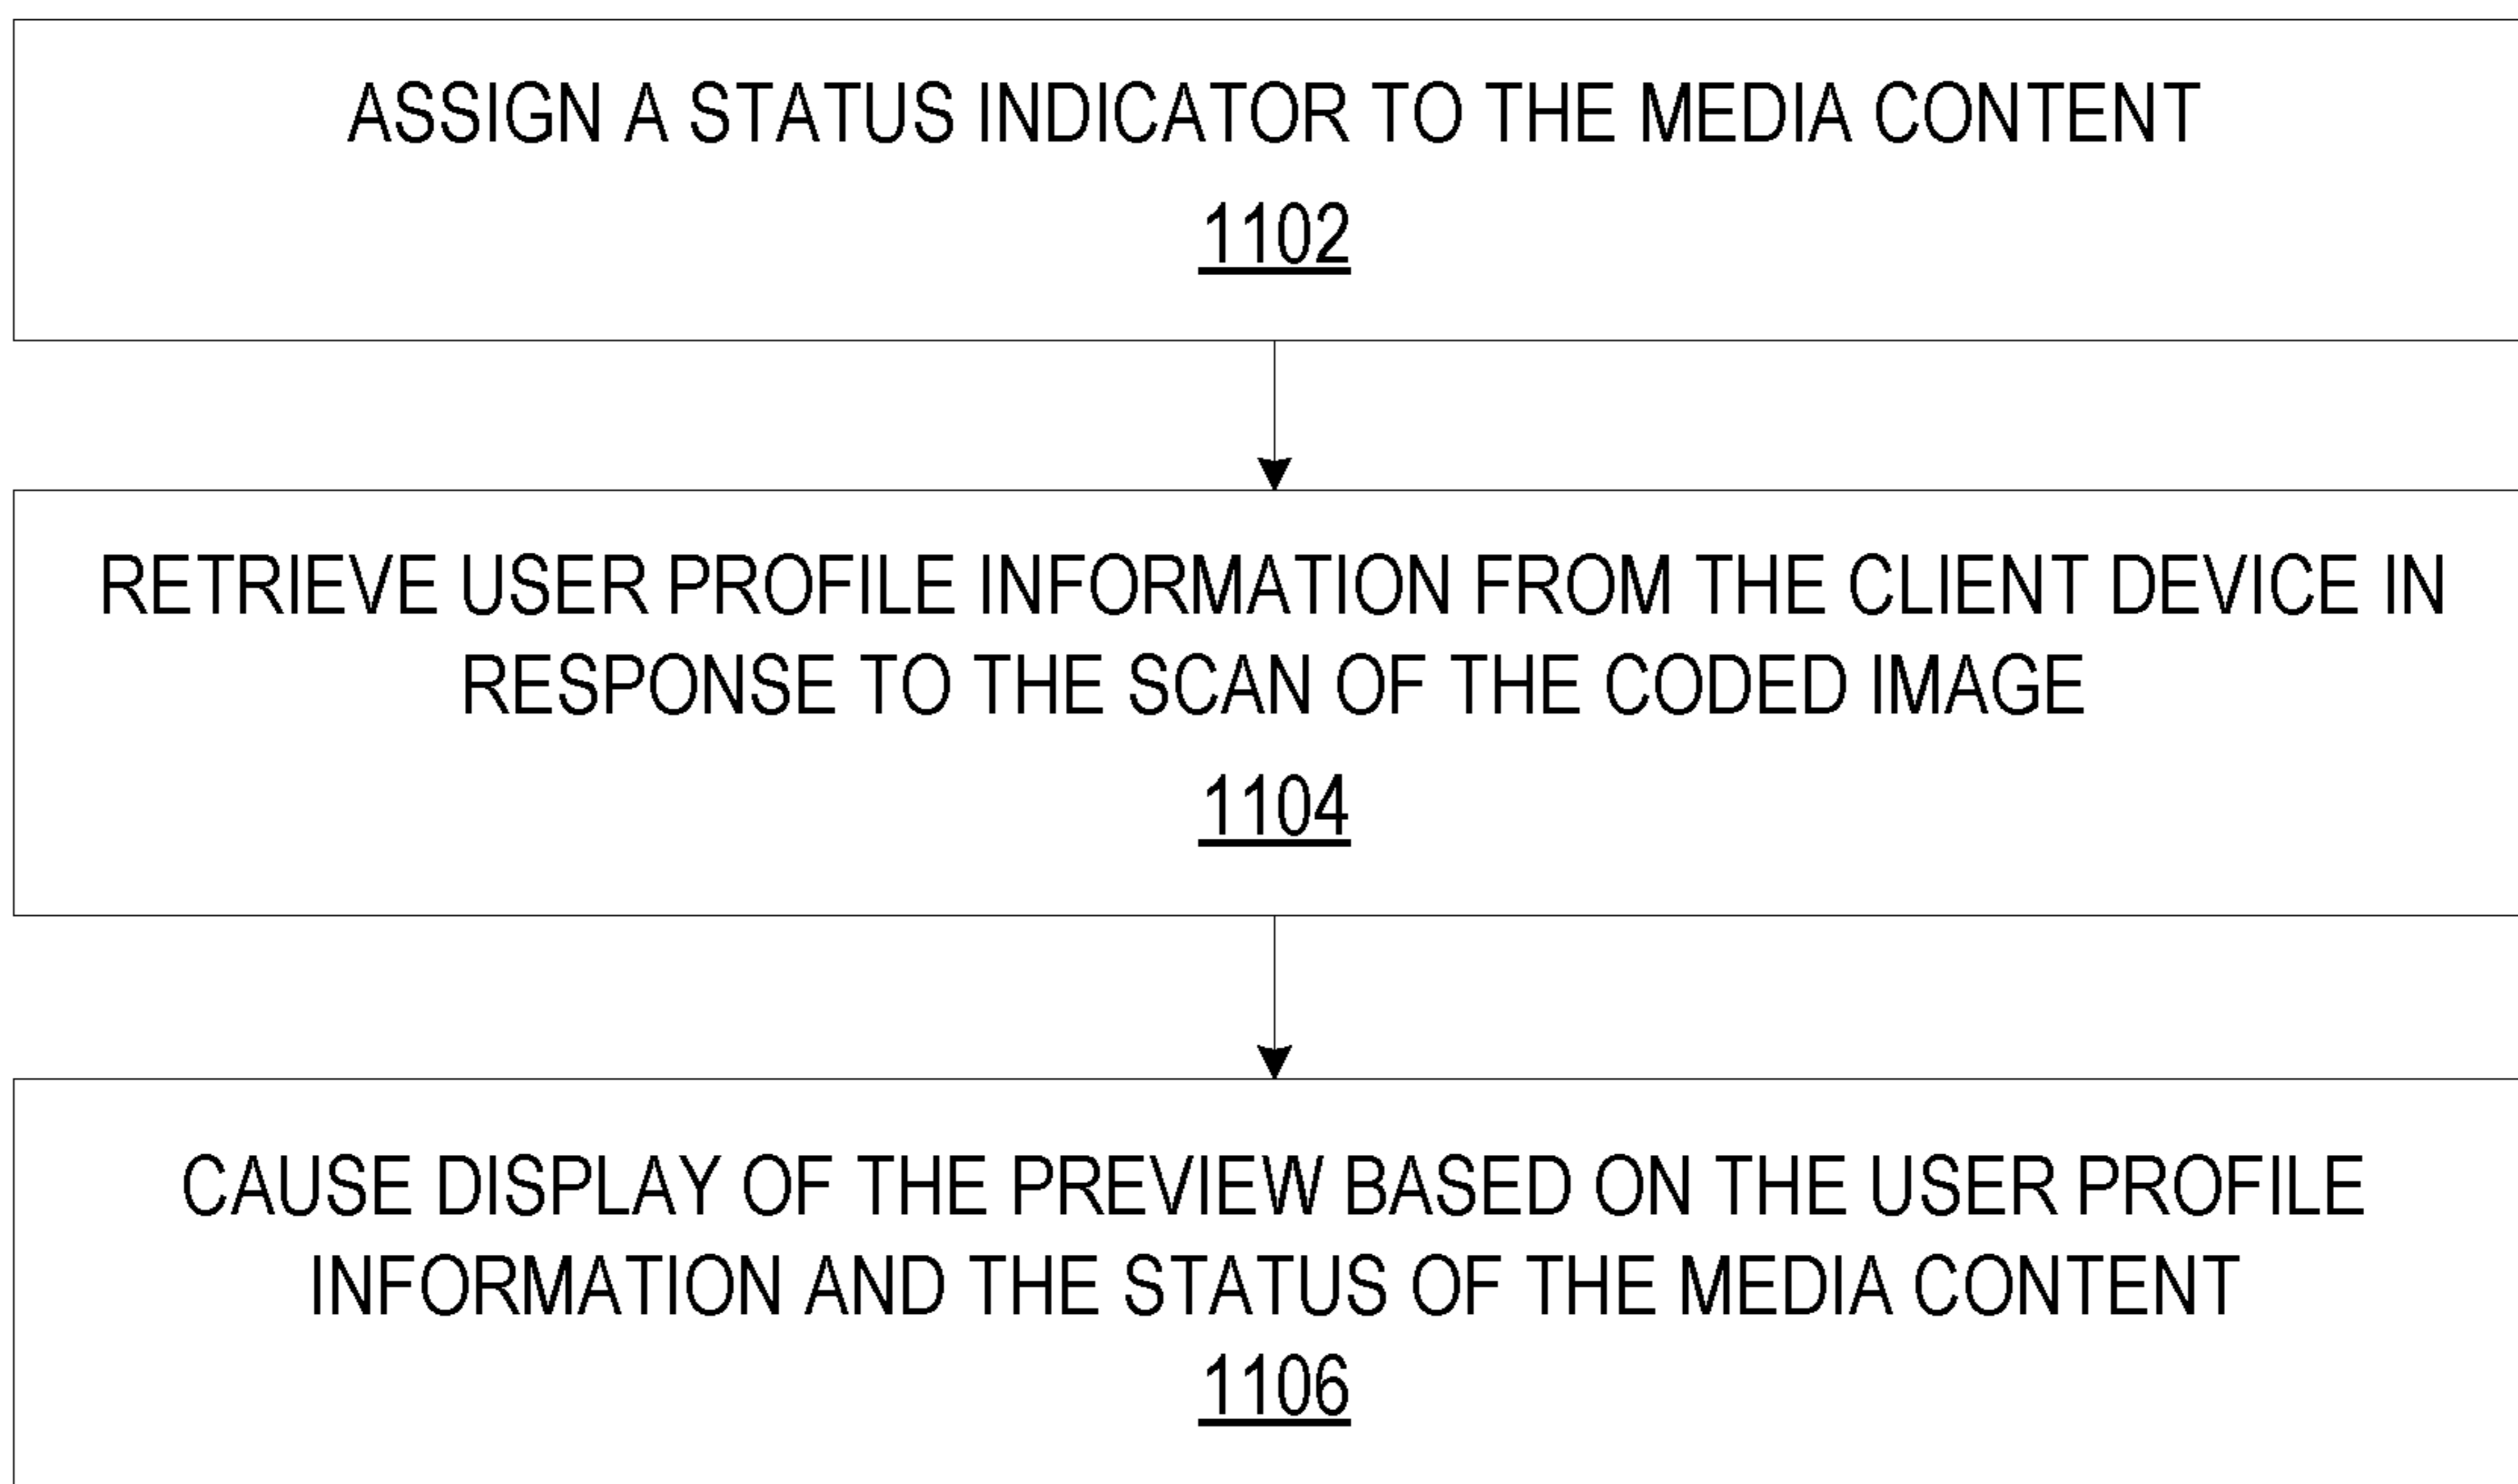 ASSIGN A STATUS INDICATOR TO THE MEDIA CONTENT
1102
RETRIEVE USER PROFILE INFORMATION FROM THE CLIENT DEVICE IN
RESPONSE TO THE SCAN OF THE CODED IMAGE
1104
CAUSE DISPLAY OF THE PREVIEW BASED ON THE USER PROFILE
INFORMATION AND THE STATUS OF THE MEDIA CONTENT
1106